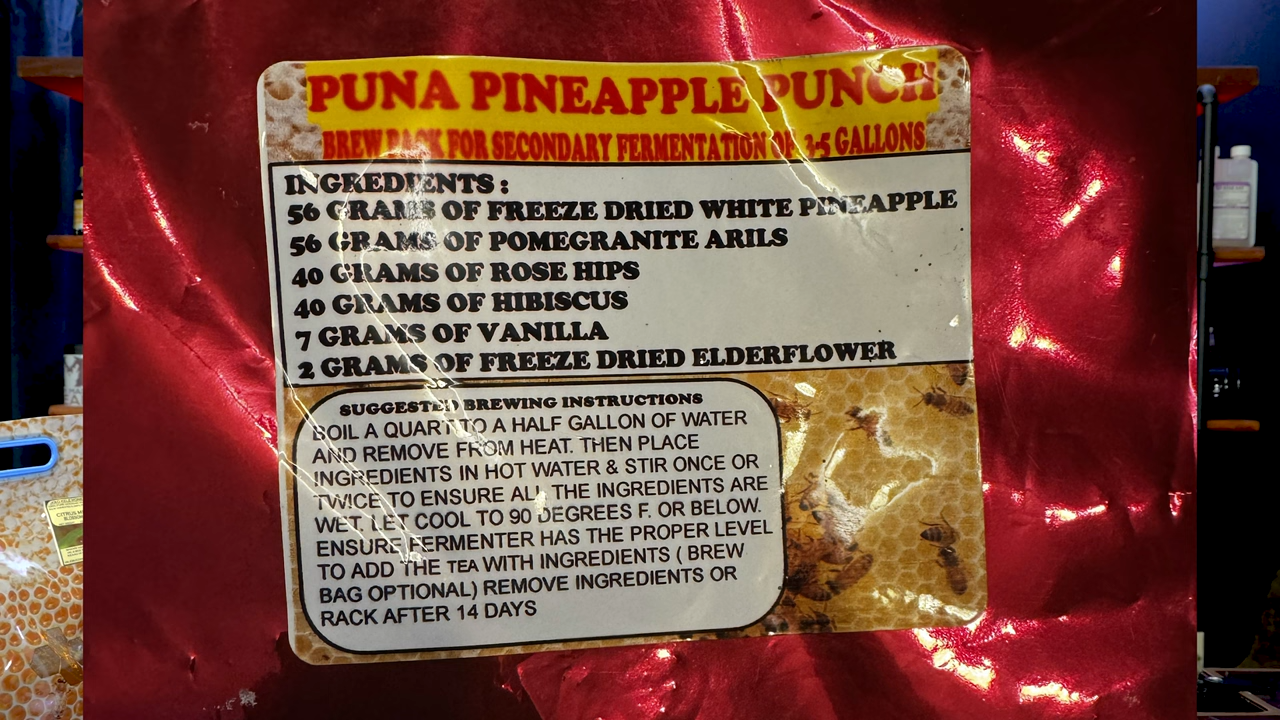 PUNA PINEAPPLE PUNCH
BREW PACK FOR SECONDARY FERMENTATION OF 3-5 GALLONS
INGREDIENTS :
56 GRAMS OF FREEZE DRIED WHITE PINEAPPLE
56 GRAMS OF POMEGRANITE ARILS
40 GRAMS OF ROSE HIPS
40 GRAMS OF HIBISCUS
7 GRAMS OF VANILLA
2 GRAMS OF FREEZE DRIED ELDERFLOWER
SUGGESTED BREWING INSTRUCTIONS
BOIL A QUART TO A HALF GALLON OF WATER
AND REMOVE FROM HEAT. THEN PLACE
INGREDIENTS IN HOT WATER & STIR ONCE OR
TWICE TO ENSURE ALL THE INGREDIENTS ARE
WET. LET COOL TO 90 DEGREES F. OR BELOW.
ENSURE FERMENTER HAS THE PROPER LEVEL
TO ADD THE TEA WITH INGREDIENTS ( BREW
BAG OPTIONAL) REMOVE INGREDIENTS OR
RACK AFTER 14 DAYS
CITRUS